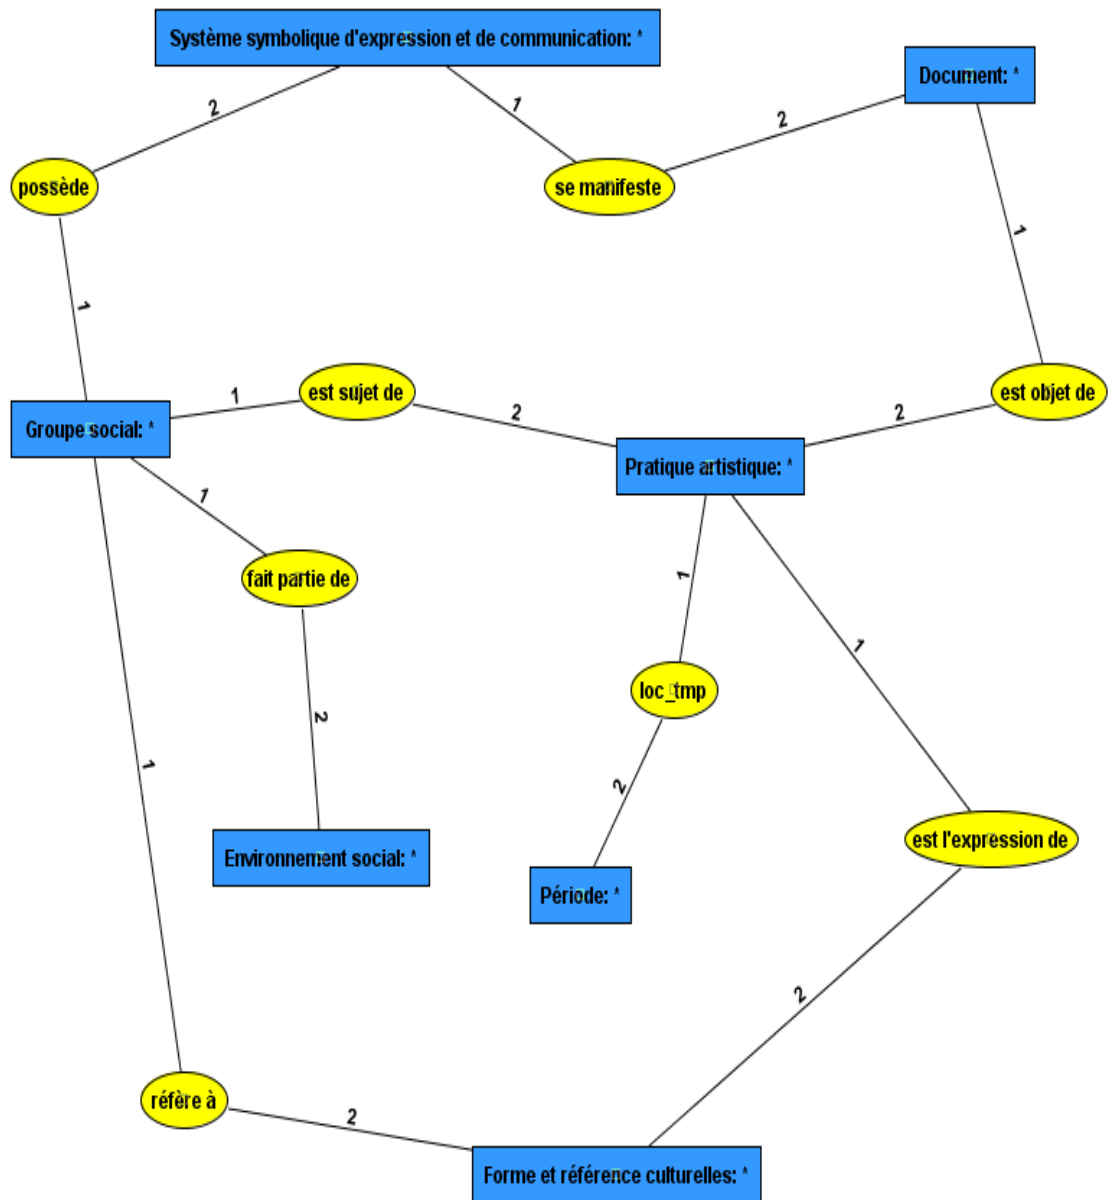 Système symbolique d'expression et de communication: *
Document: *
2
1
2
possède
se manifeste
1
1
est sujet de
est objet de
1
2
2
Groupe social: *
Pratique artistique: *
1
fait partie de
1
1
loc_tmp
2
1
2
est l'expression de
Environnement social: *
Période: *
2
réfère à
2
Forme et référence culturelles: *